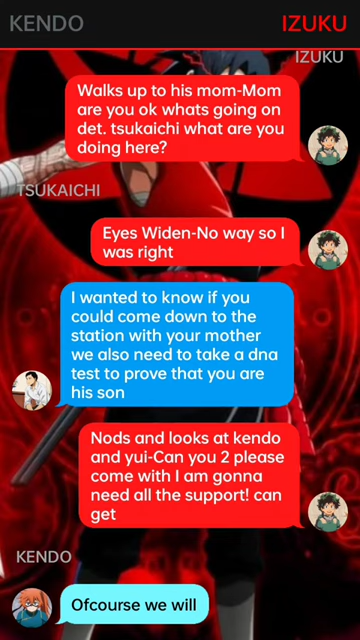 KENDO
IZUKU
IZUKU
Walks up to his mom-Mom
are you ok whats going on
det. tsukaichi what are you
doing here?
TSUKAICHI
Eyes Widen-No way so I
was right
I wanted to know if you
could come down to the
station with your mother
we also need to take a dna
test to prove that you are
his son
Nods and looks at kendo
and yui-Can you 2 please
come with I am gonna
need all the support! can
get
KENDO
Ofcourse we will